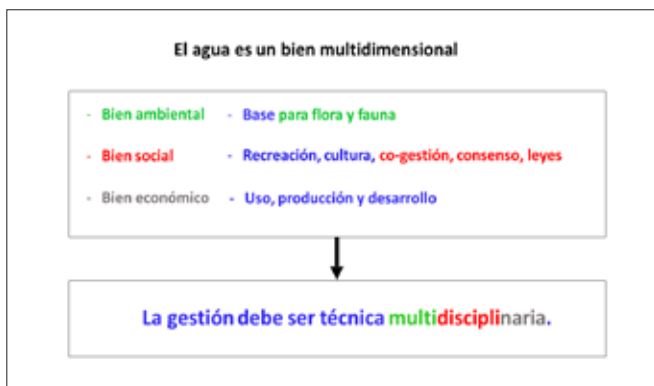 El agua es un bien multidimensional
- Bien ambiental - Base para flora y fauna
- Bien social - Recreación, cultura, co-gestión, consenso, leyes
- Bien económico - Uso, producción y desarrollo
La gestión debe ser técnica multidisciplinaria.